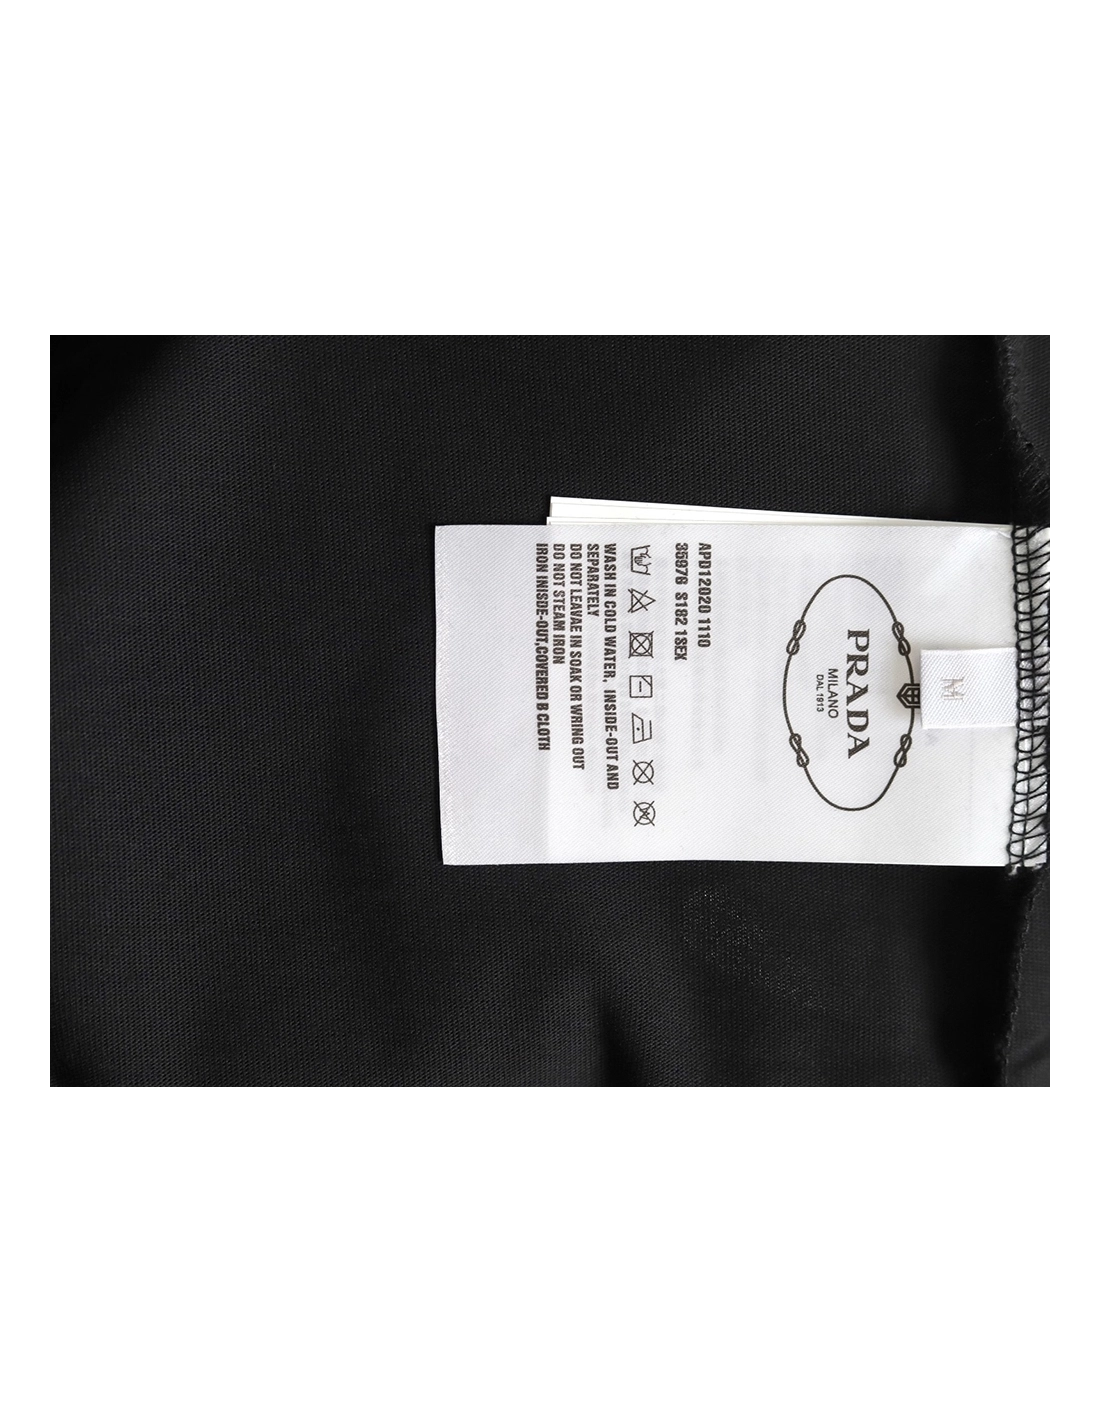 M
PRADA
MILANO
DAL 1913
APD12020 1110
35976 S182 1SEX
WASH IN COLD WATER, INSIDE-OUT AND
SEPARATELY
DO NOT LEAVAE IN SOAK OR WRING OUT
DO NOT STEAM IRON
IRON INISDE-OUT,COVERED B CLOTH